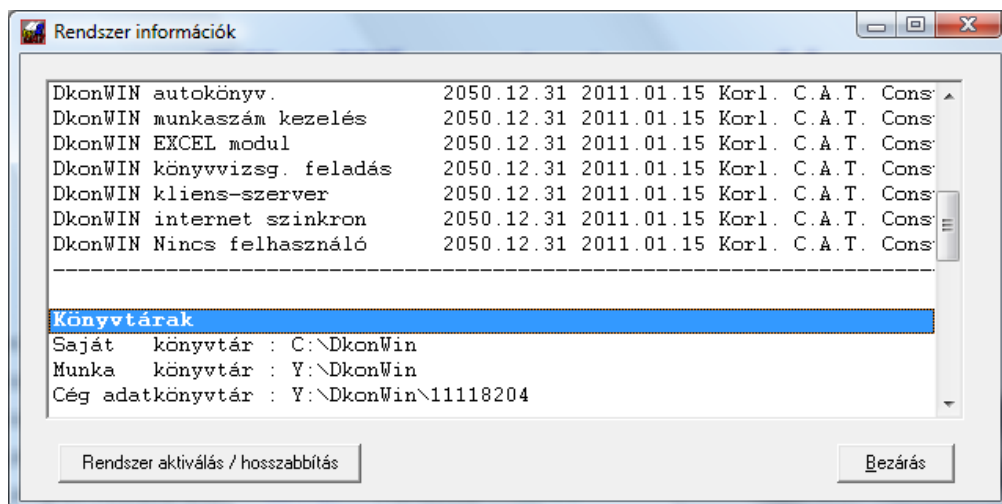 Rendszer információk
DkonWIN autokönyv. 2050.12.31 2011.01.15 Korl. C.A.T. Cons
DkonWIN munkaszám kezelés 2050.12.31 2011.01.15 Korl. C.A.T. Cons
DkonWIN EXCEL modul 2050.12.31 2011.01.15 Korl. C.A.T. Cons
DkonWIN könyvvizsg. feladás 2050.12.31 2011.01.15 Korl. C.A.T. Cons
DkonWIN kliens-szerver 2050.12.31 2011.01.15 Korl. C.A.T. Cons
DkonWIN internet szinkron 2050.12.31 2011.01.15 Korl. C.A.T. Cons
DkonWIN Nincs felhasználó 2050.12.31 2011.01.15 Korl. C.A.T. Cons
Könyvtárak
Saját könyvtár : C:\DkonWin
Munka könyvtár : Y:\DkonWin
Cég adatkönyvtár : Y:\DkonWin\11118204
Rendszer aktiválás / hosszabbítás
Bezárás